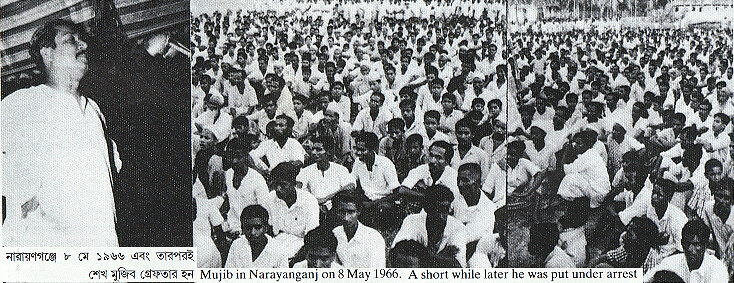 নারায়ণগঞ্জে ৮ মে ১৯৬৬ এবং তারপরই
শেখ মুজিব গ্রেফতার হন
Mujib in Narayanganj on 8 May 1966. A short while later he was put under arrest